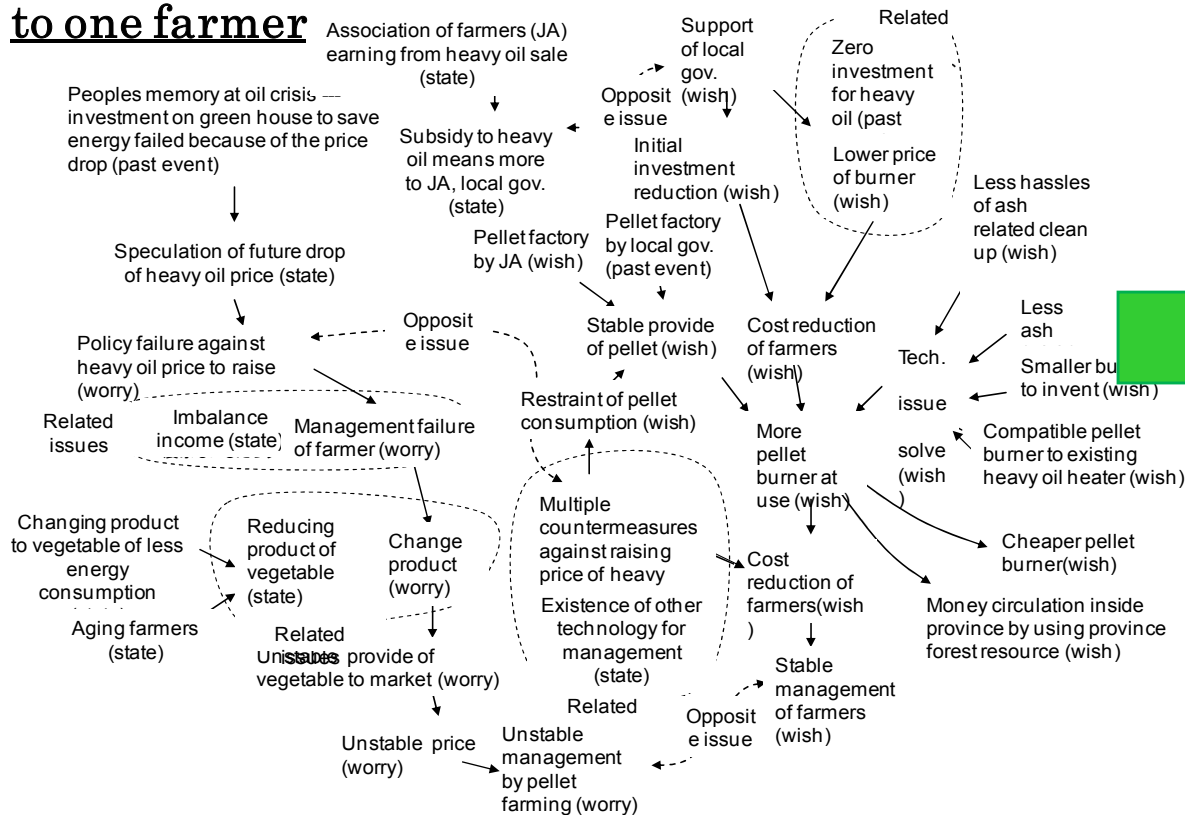 to one farmer
Association of farmers (JA)
earning from heavy oil sale
(state)
Support
of local
gov.
(wish)
Related
Zero
investment
for heavy
oil (past
Lower price
of burner
(wish)
Peoples memory at oil crisis
investment on green house to save
energy failed because of the price
drop (past event)
Opposit
e issue
Subsidy to heavy
oil means more
to JA, local gov.
(state)
Initial
investment
reduction (wish)
Less hassles
of ash
related clean
up (wish)
Pellet factory
by JA (wish)
Pellet factory
by local gov.
(past event)
Speculation of future drop
of heavy oil price (state)
Opposit
e issue
Stable provide
of pellet (wish)
Cost reduction
of farmers
(wish)
Less
ash
Tech.
issue
solve
(wish
)
Smaller bu
to invent (wish)
Policy failure against
heavy oil price to raise
(worry)
Related
issues
Imbalance
income (state)
Management failure
of farmer (worry)
Restraint of pellet
consumption (wish)
More
pellet
burner at
use (wish)
Compatible pellet
burner to existing
heavy oil heater (wish)
Changing product
to vegetable of less
energy
consumption
Reducing
product of
vegetable
(state)
Change
product
(worry)
Multiple
countermeasures
against raising
price of heavy
Existence of other
technology for
management
(state)
Related
Cost
reduction of
farmers(wish
)
Cheaper pellet
burner(wish)
Money circulation inside
province by using province
forest resource (wish)
Aging farmers
(state)
Related
issues
Unstable provide of
vegetable to market (worry)
Stable
management
of farmers
(wish)
Opposit
e issue
Unstable price
(worry)
Unstable
management
by pellet
farming (worry)